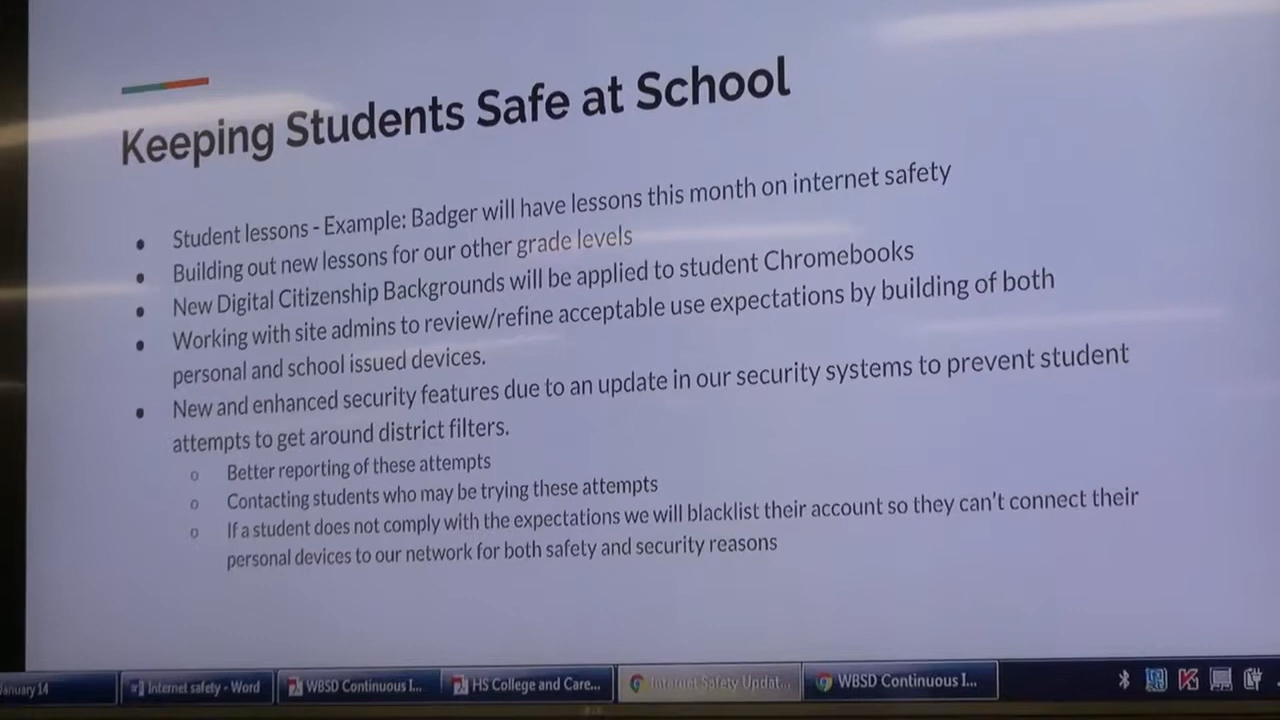 Keeping Students Safe at School
● Student lessons - Example: Badger will have lessons this month on internet safety
● Building out new lessons for our other grade levels
● New Digital Citizenship Backgrounds will be applied to student Chromebooks
● Working with site admins to review/refine acceptable use expectations by building of both
personal and school issued devices.
● New and enhanced security features due to an update in our security systems to prevent student
attempts to get around district filters.
o Better reporting of these attempts
o Contacting students who may be trying these attempts
o If a student does not comply with the expectations we will blacklist their account so they can't connect their
personal devices to our network for both safety and security reasons
January 14 Internet safety - Word WBSD Continuous I... HS College and Care... Internet Safety Updat... WBSD Continuous I...